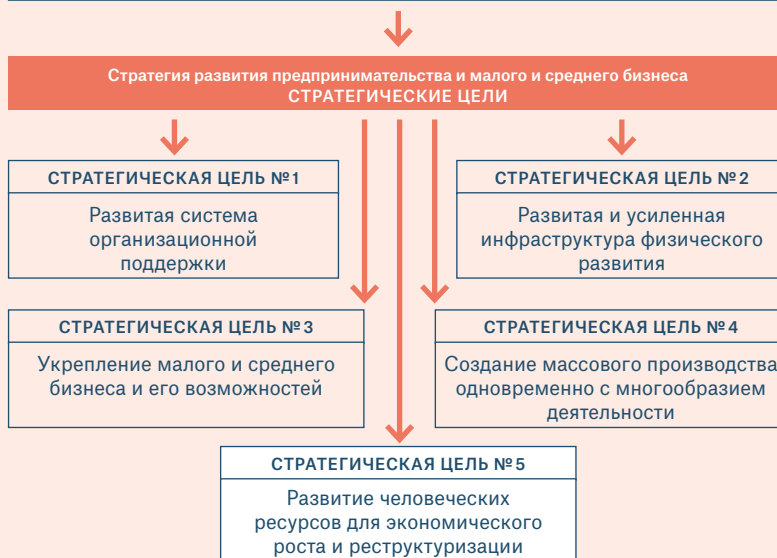 Стратегия развития предпринимательства и малого и среднего бизнеса
СТРАТЕГИЧЕСКИЕ ЦЕЛИ
СТРАТЕГИЧЕСКАЯ ЦЕЛЬ №1
Развитая система
организационной
поддержки
СТРАТЕГИЧЕСКАЯ ЦЕЛЬ №2
Развитая и усиленная
инфраструктура физического
развития
СТРАТЕГИЧЕСКАЯ ЦЕЛЬ №3
Укрепление малого и среднего
бизнеса и его возможностей
СТРАТЕГИЧЕСКАЯ ЦЕЛЬ №4
Создание массового производства
одновременно с многообразием
деятельности
СТРАТЕГИЧЕСКАЯ ЦЕЛЬ №5
Развитие человеческих
ресурсов для экономического
роста и реструктуризации